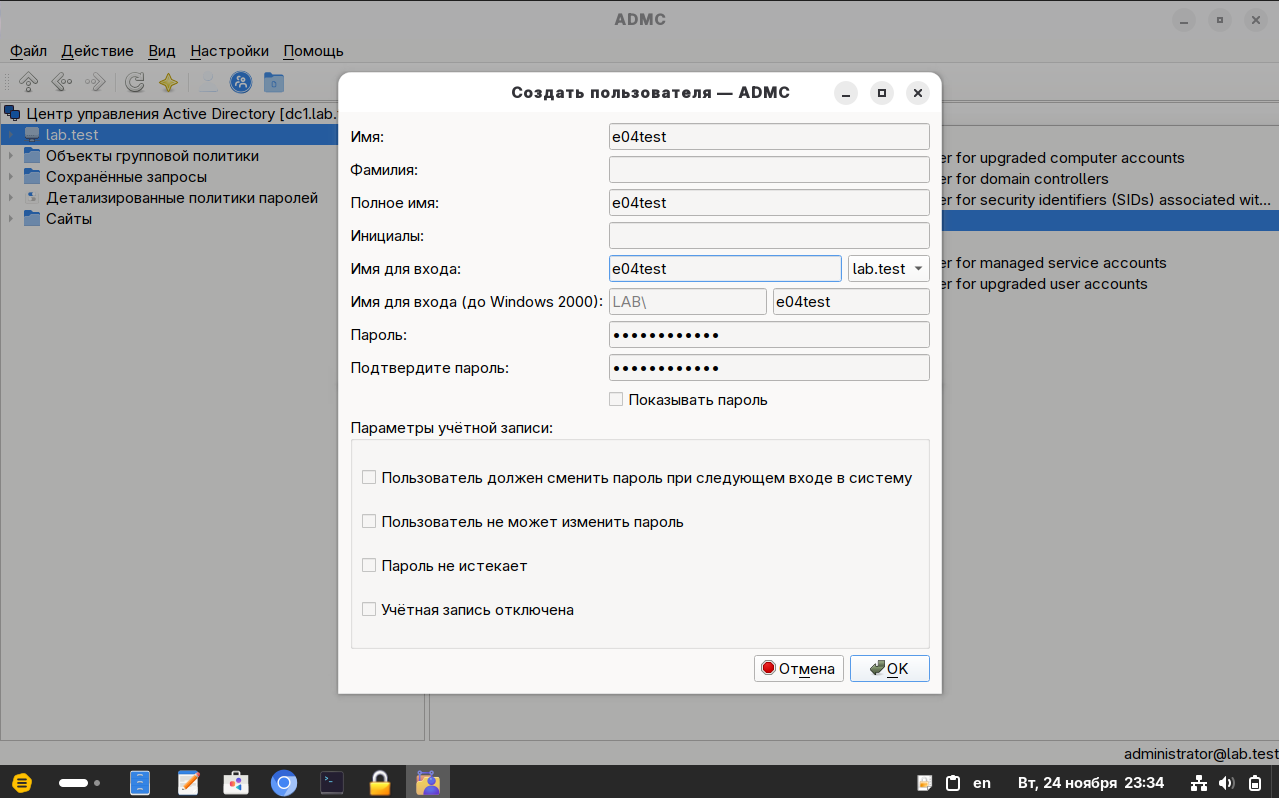 ADMC
Файл Действие Вид Настройки Помощь
Центр управления Active Directory [dc1.lab.
lab.test
Объекты групповой политики
Сохранённые запросы
Детализированные политики паролей
Сайты
er for upgraded computer accounts
er for domain controllers
er for security identifiers (SIDs) associated wit...
er for managed service accounts
er for upgraded user accounts
Создать пользователя — ADMC
Имя: e04test
Фамилия:
Полное имя: e04test
Инициалы:
Имя для входа: e04test lab.test
Имя для входа (до Windows 2000): LAB\ e04test
Пароль: ••••••••••••
Подтвердите пароль: ••••••••••••
Показывать пароль
Параметры учётной записи:
Пользователь должен сменить пароль при следующем входе в систему
Пользователь не может изменить пароль
Пароль не истекает
Учётная запись отключена
Отмена OK
administrator@lab.test
en Вт, 24 ноября 23:34